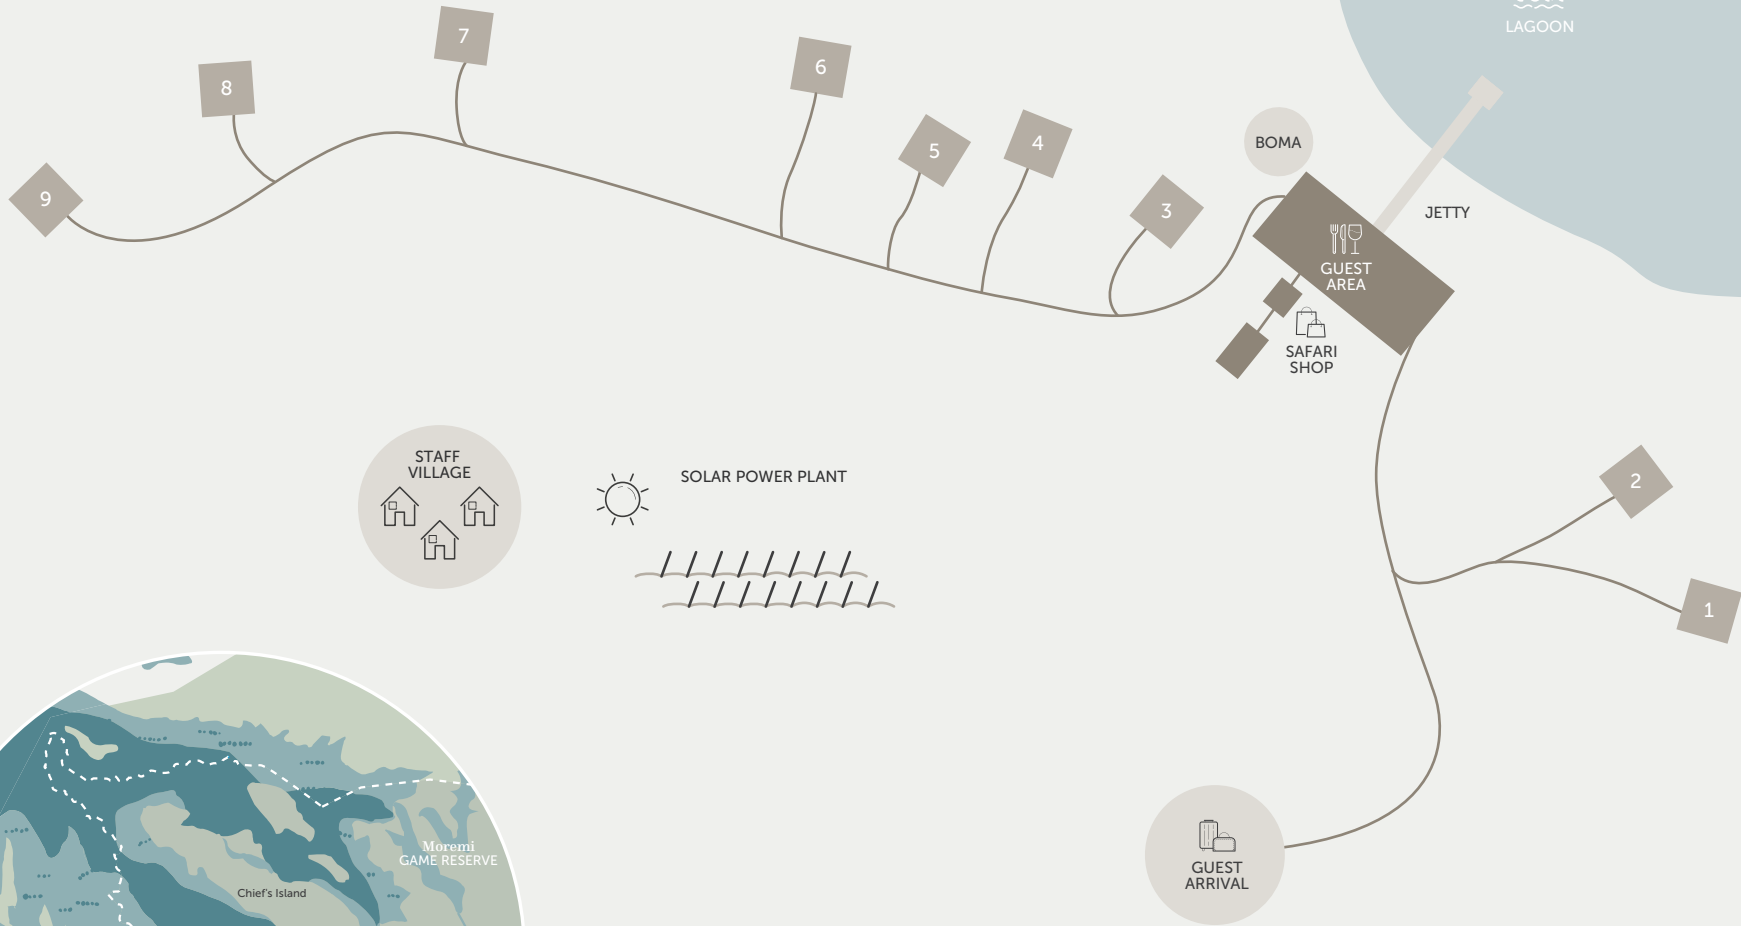 LAGOON
7
6
8
4
BOMA
5
9
3
JETTY
GUEST
AREA
SAFARI
SHOP
STAFF
VILLAGE
SOLAR POWER PLANT
2
1
Moremi
GAME RESERVE
GUEST
ARRIVAL
Chief's Island